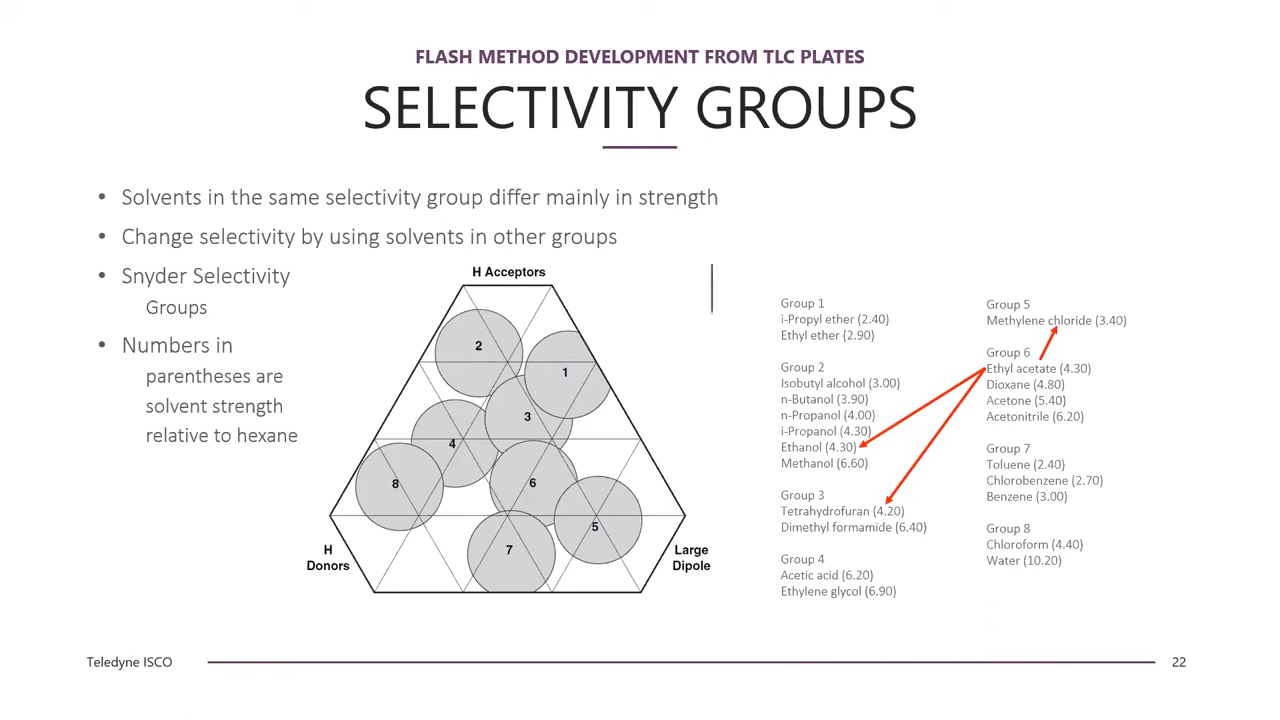 FLASH METHOD DEVELOPMENT FROM TLC PLATES
SELECTIVITY GROUPS
• Solvents in the same selectivity group differ mainly in strength
• Change selectivity by using solvents in other groups
• Snyder Selectivity
Groups
• Numbers in
parentheses are
solvent strength
relative to hexane
H Acceptors
2
1
3
4
8
6
5
7
H
Donors
Large
Dipole
Group 1
i-Propyl ether (2.40)
Ethyl ether (2.90)
Group 2
Isobutyl alcohol (3.00)
n-Butanol (3.90)
n-Propanol (4.00)
i-Propanol (4.30)
Ethanol (4.30)
Methanol (6.60)
Group 3
Tetrahydrofuran (4.20)
Dimethyl formamide (6.40)
Group 4
Acetic acid (6.20)
Ethylene glycol (6.90)
Group 5
Methylene chloride (3.40)
Group 6
Ethyl acetate (4.30)
Dioxane (4.80)
Acetone (5.40)
Acetonitrile (6.20)
Group 7
Toluene (2.40)
Chlorobenzene (2.70)
Benzene (3.00)
Group 8
Chloroform (4.40)
Water (10.20)
Teledyne ISCO
22